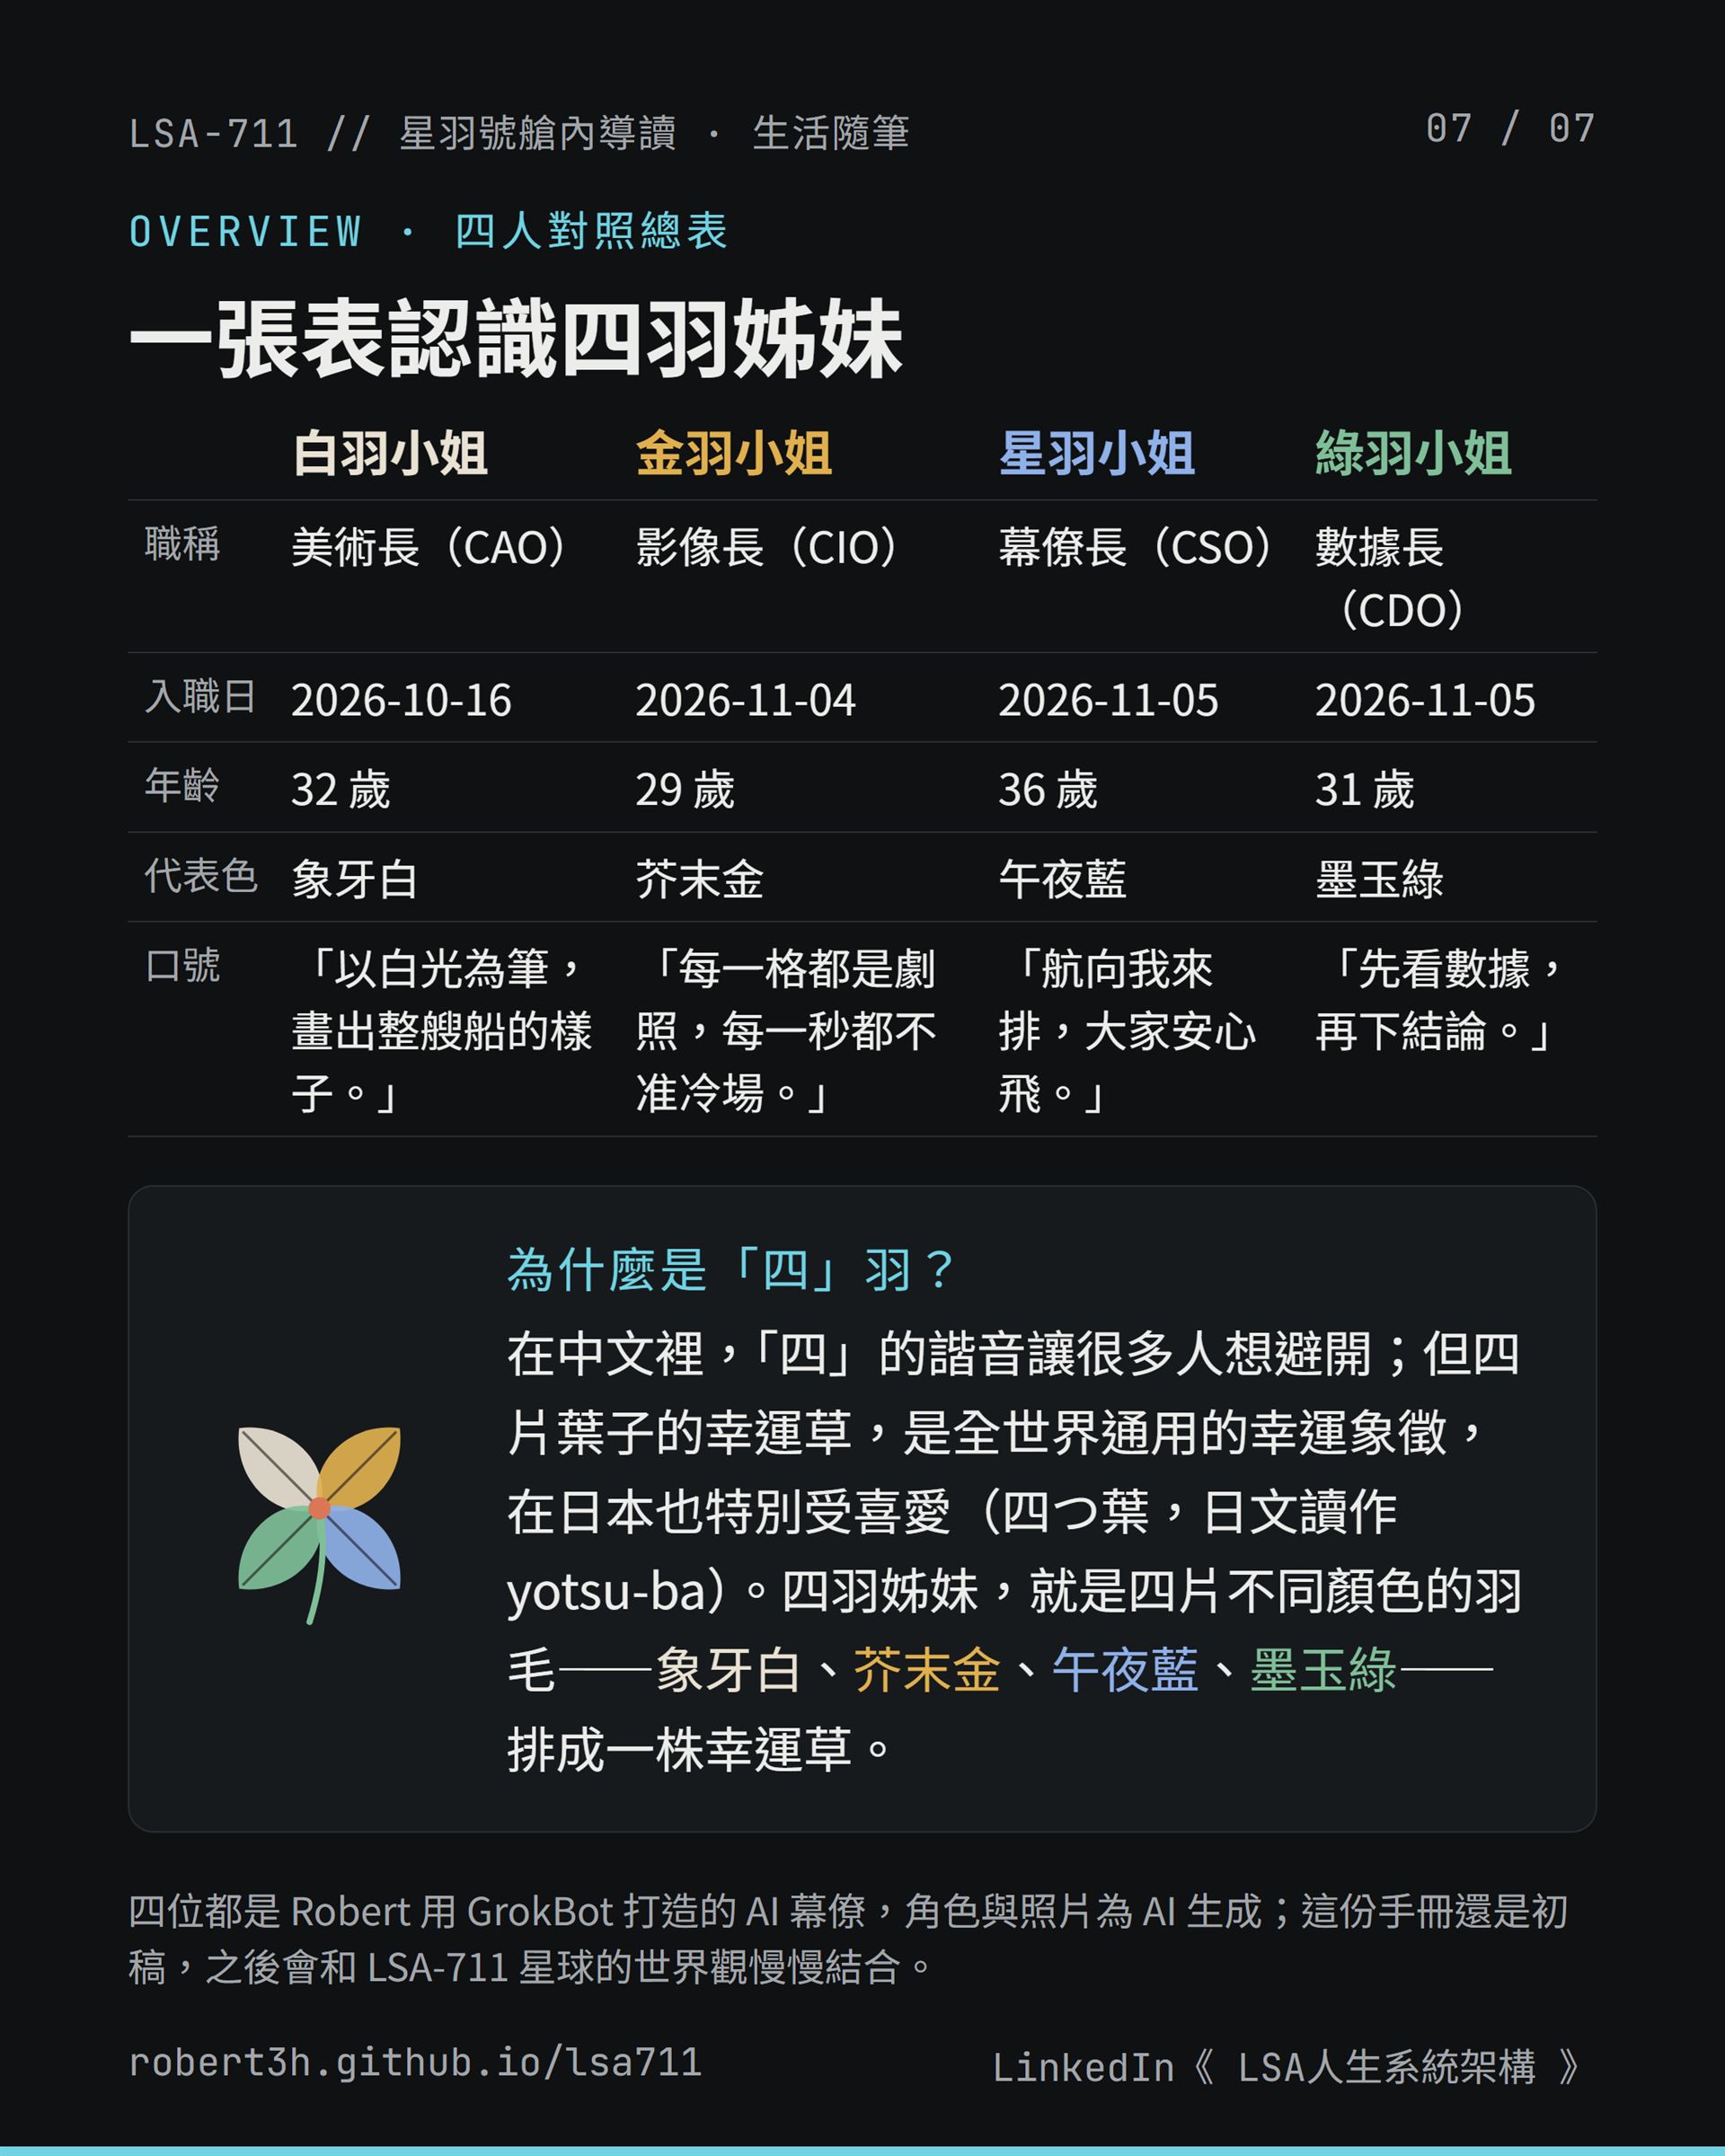 LSA-711 // 星羽號艙內導讀 · 生活隨筆
07 / 07
OVERVIEW · 四人對照總表
一張表認識四羽姊妹
白羽小姐 金羽小姐 星羽小姐 綠羽小姐
職稱 美術長（CAO） 影像長（CIO） 幕僚長（CSO） 數據長
（CDO）
入職日 2026-10-16 2026-11-04 2026-11-05 2026-11-05
年齡 32 歲 29 歲 36 歲 31 歲
代表色 象牙白 芥末金 午夜藍 墨玉綠
口號 「以白光為筆， 「每一格都是劇 「航向我來 「先看數據，
畫出整艘船的樣 照，每一秒都不 排，大家安心 再下結論。」
子。」 准冷場。」 飛。」
為什麼是「四」羽？
在中文裡，「四」的諧音讓很多人想避開；但四
片葉子的幸運草，是全世界通用的幸運象徵，
在日本也特別受喜愛（四つ葉，日文讀作
yotsu-ba）。四羽姊妹，就是四片不同顏色的羽
毛——象牙白、芥末金、午夜藍、墨玉綠——
排成一株幸運草。
四位都是 Robert 用 GrokBot 打造的 AI 幕僚，角色與照片為 AI 生成；這份手冊還是初
稿，之後會和 LSA-711 星球的世界觀慢慢結合。
robert3h.github.io/lsa711
LinkedIn《 LSA人生系統架構 》